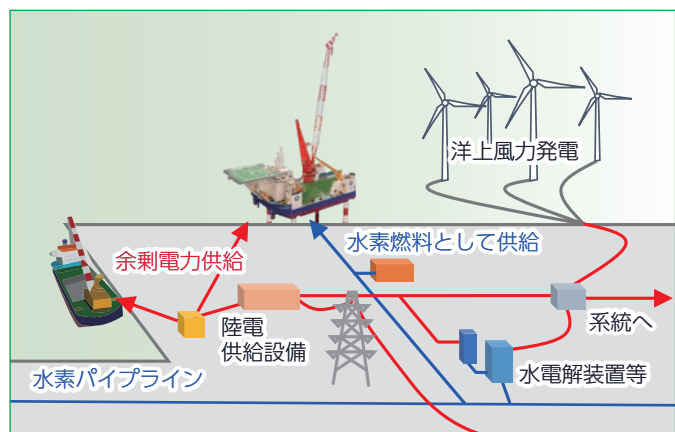 洋上風力発電
水素燃料として供給
余剰電力供給
陸電
供給設備
系統へ
水素パイプライン
水電解装置等